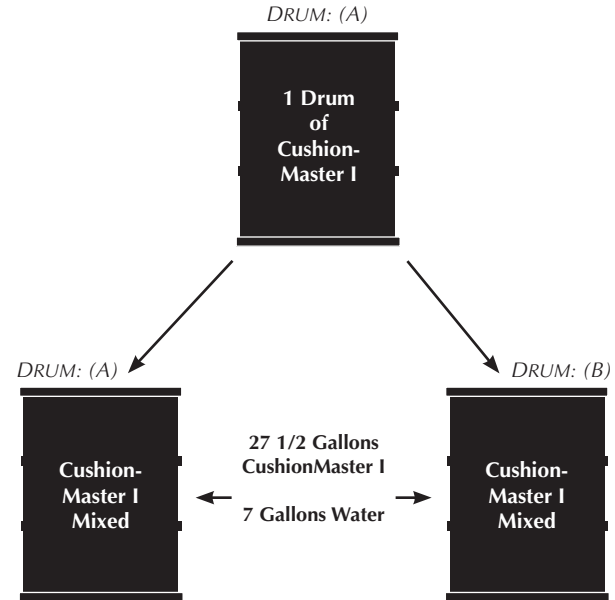 DRUM: (A)
1 Drum
of
Cushion-
Master I
DRUM: (A)
DRUM: (B)
Cushion-
Master I
Mixed
27 1/2 Gallons
CushionMaster I
7 Gallons Water
Cushion-
Master I
Mixed